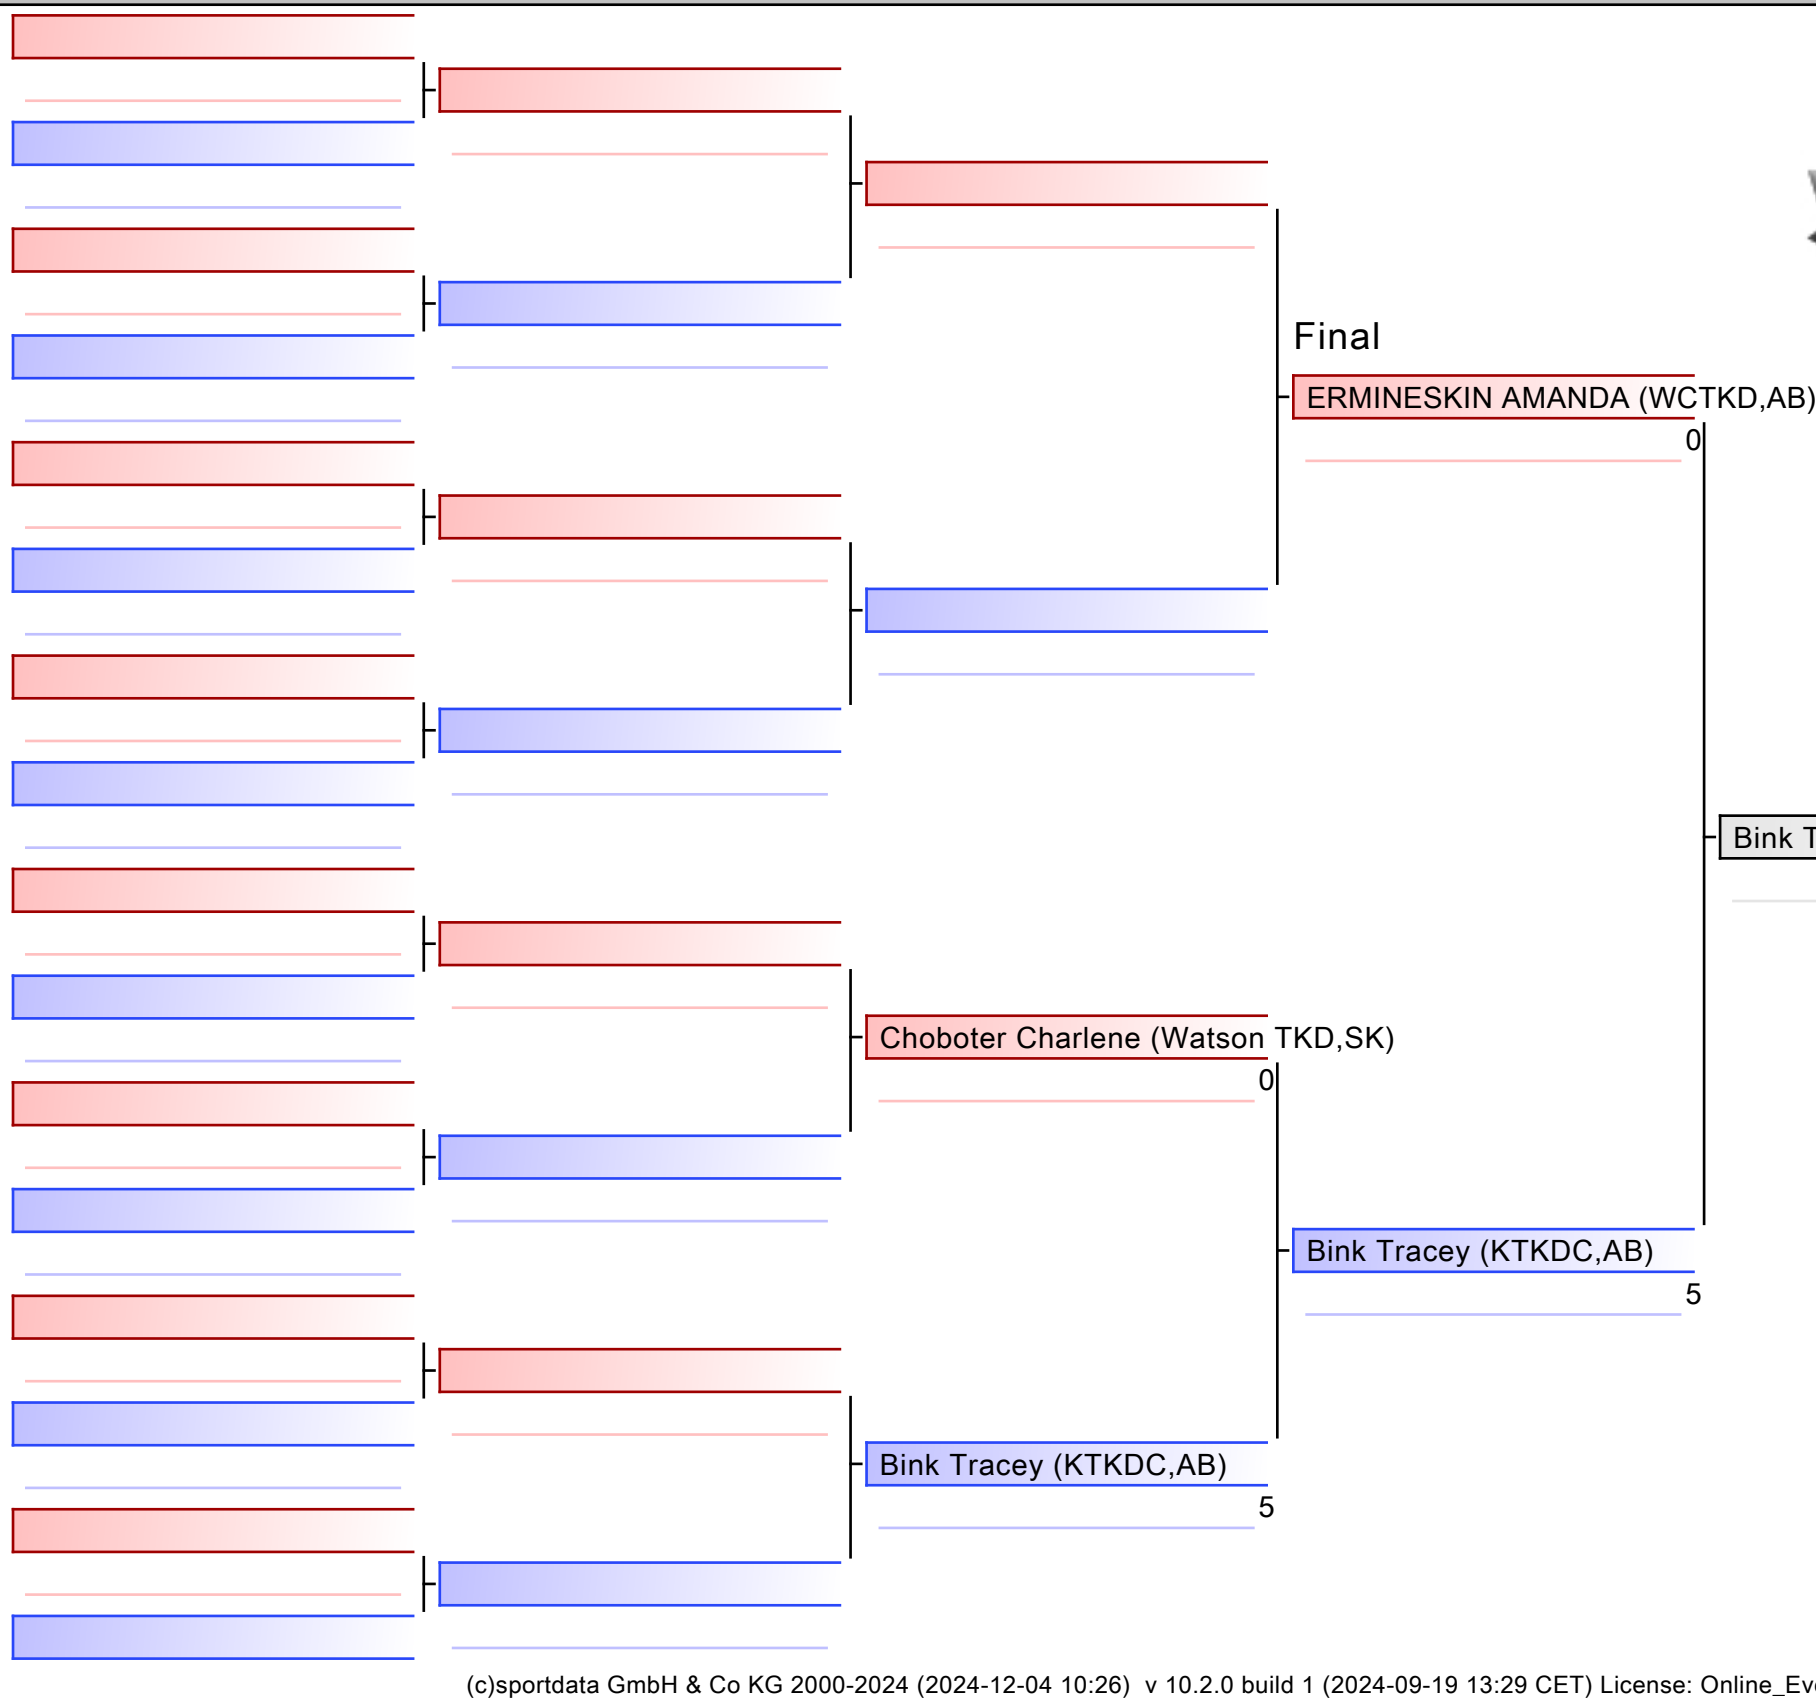 Final
ERMINESKIN AMANDA (WCTKD,AB)
0
Bink
Choboter Charlene (Watson TKD,SK)
0
Bink Tracey (KTKDC,AB)
5
Bink Tracey (KTKDC,AB)
5
(c)sportdata GmbH & Co KG 2000-2024 (2024-12-04 10:26) v 10.2.0 build 1 (2024-09-19 13:29 CET) License: